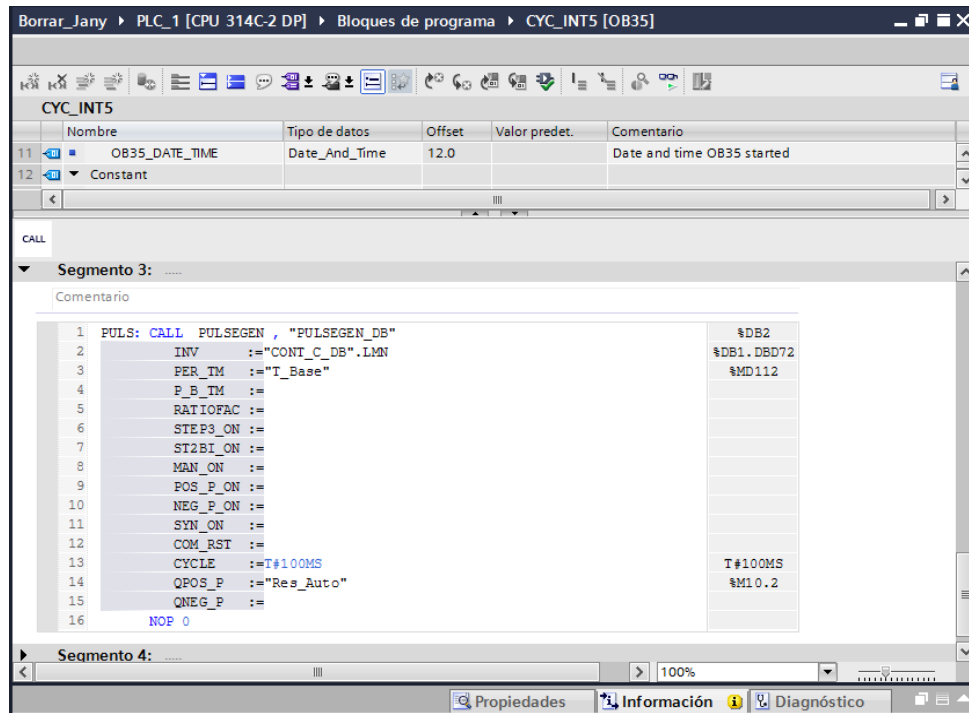 Borrar_Jany ▸ PLC_1 [CPU 314C-2 DP] ▸ Bloques de programa ▸ CYC_INT5 [OB35]
CYC_INT5
Nombre Tipo de datos Offset Valor predet. Comentario
11 OB35_DATE_TIME Date_And_Time 12.0 Date and time OB35 started
12 Constant
CALL
Segmento 3: .....
Comentario
1 PULS: CALL PULSEGEN , "PULSEGEN_DB" %DB2
2 INV :="CONT_C_DB".LMN %DB1.DBD72
3 PER_TM :="T_Base" %MD112
4 P_B_TM :=
5 RATIOFAC :=
6 STEP3_ON :=
7 ST2BI_ON :=
8 MAN_ON :=
9 POS_P_ON :=
10 NEG_P_ON :=
11 SYN_ON :=
12 COM_RST :=
13 CYCLE :=T#100MS T#100MS
14 QPOS_P :="Res_Auto" %M10.2
15 QNEG_P :=
16 NOP 0
Segmento 4: .....
100%
Propiedades Información Diagnóstico